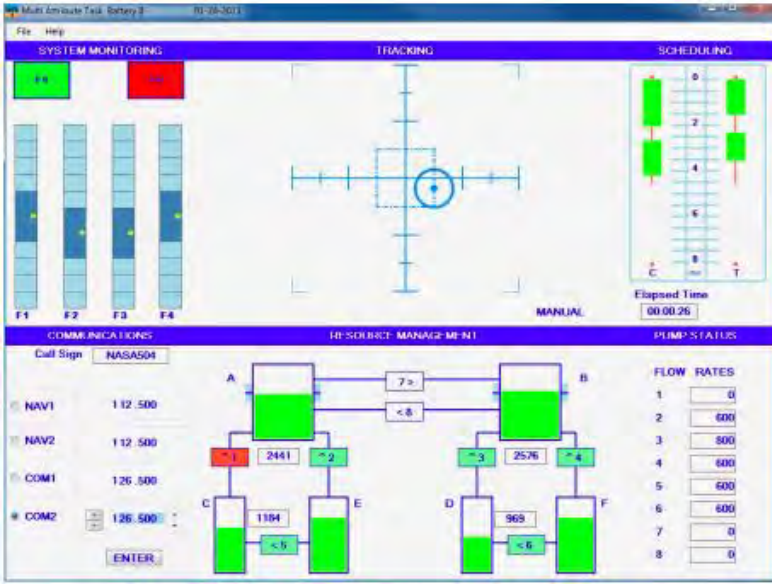 Multi Attribute Task Battery II 01-28-2021
File Help
SYSTEM MONITORING
TRACKING
SCHEDULING
0
2
4
6
8
C
T
F1
F2
F3
F4
MANUAL
Elapsed Time
00:00:26
COMMUNICATIONS
RESOURCE MANAGEMENT
PUMP STATUS
Call Sign NASA504
NAV1 112.500
NAV2 112.500
COM1 126.500
COM2 126.500
ENTER
A
7 >
B
< 8
^ 1
2441
^ 2
^ 3
2576
^ 4
C
1184
E
D
969
F
< 5
< 6
FLOW RATES
1 0
2 600
3 800
4 600
5 600
6 600
7 0
8 0